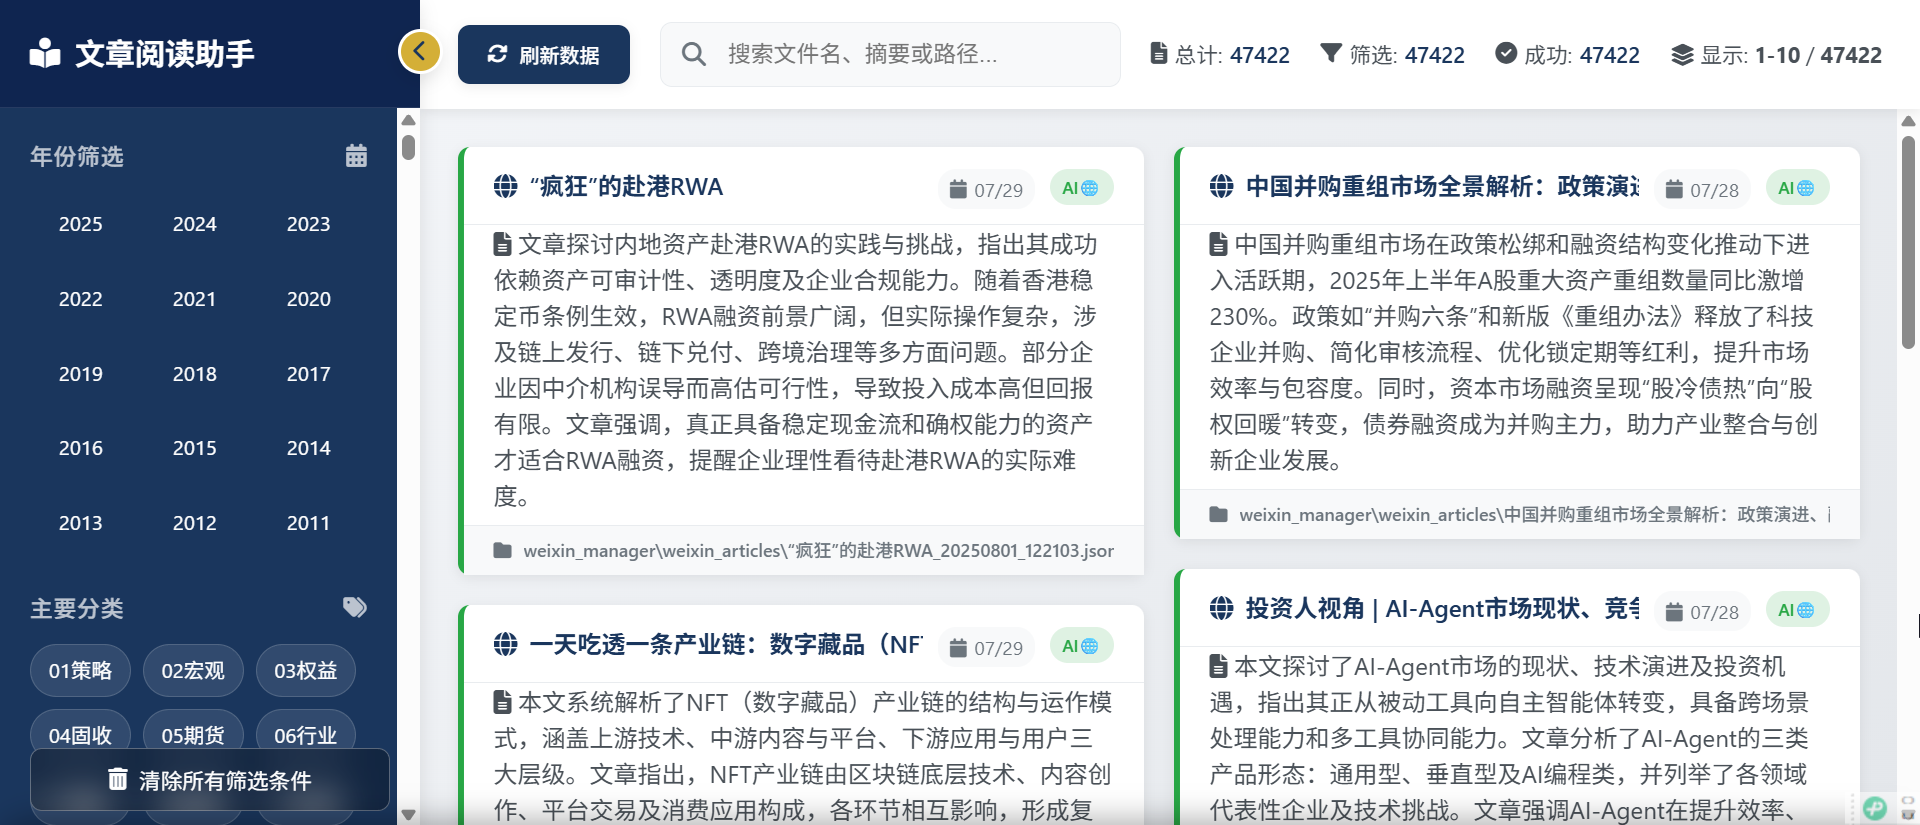 文章阅读助手
刷新数据
搜索文件名、摘要或路径...
总计: 47422
筛选: 47422
成功: 47422
显示: 1-10 / 47422
年份筛选
2025 2024 2023
2022 2021 2020
2019 2018 2017
2016 2015 2014
2013 2012 2011
主要分类
01策略 02宏观 03权益
04固收 05期货 06行业
清除所有筛选条件
“疯狂”的赴港RWA
07/29
AI
文章探讨内地资产赴港RWA的实践与挑战，指出其成功
依赖资产可审计性、透明度及企业合规能力。随着香港稳
定币条例生效，RWA融资前景广阔，但实际操作复杂，涉
及链上发行、链下兑付、跨境治理等多方面问题。部分企
业因中介机构误导而高估可行性，导致投入成本高但回报
有限。文章强调，真正具备稳定现金流和确权能力的资产
才适合RWA融资，提醒企业理性看待赴港RWA的实际难
度。
weixin_manager\weixin_articles\“疯狂”的赴港RWA_20250801_122103.jsor
中国并购重组市场全景解析：政策演
07/28
AI
中国并购重组市场在政策松绑和融资结构变化推动下进
入活跃期，2025年上半年A股重大资产重组数量同比激增
230%。政策如“并购六条”和新版《重组办法》释放了科技
企业并购、简化审核流程、优化锁定期等红利，提升市场
效率与包容度。同时，资本市场融资呈现“股冷债热”向“股
权回暖”转变，债券融资成为并购主力，助力产业整合与创
新企业发展。
weixin_manager\weixin_articles\中国并购重组市场全景解析：政策演进、
一天吃透一条产业链：数字藏品（NF
07/29
AI
本文系统解析了NFT（数字藏品）产业链的结构与运作模
式，涵盖上游技术、中游内容与平台、下游应用与用户三
大层级。文章指出，NFT产业链由区块链底层技术、内容创
作、平台交易及消费应用构成，各环节相互影响，形成复
投资人视角 | AI-Agent市场现状、竞争
07/28
AI
本文探讨了AI-Agent市场的现状、技术演进及投资机
遇，指出其正从被动工具向自主智能体转变，具备跨场景
处理能力和多工具协同能力。文章分析了AI-Agent的三类
产品形态：通用型、垂直型及AI编程类，并列举了各领域
代表性企业及技术挑战。文章强调AI-Agent在提升效率、